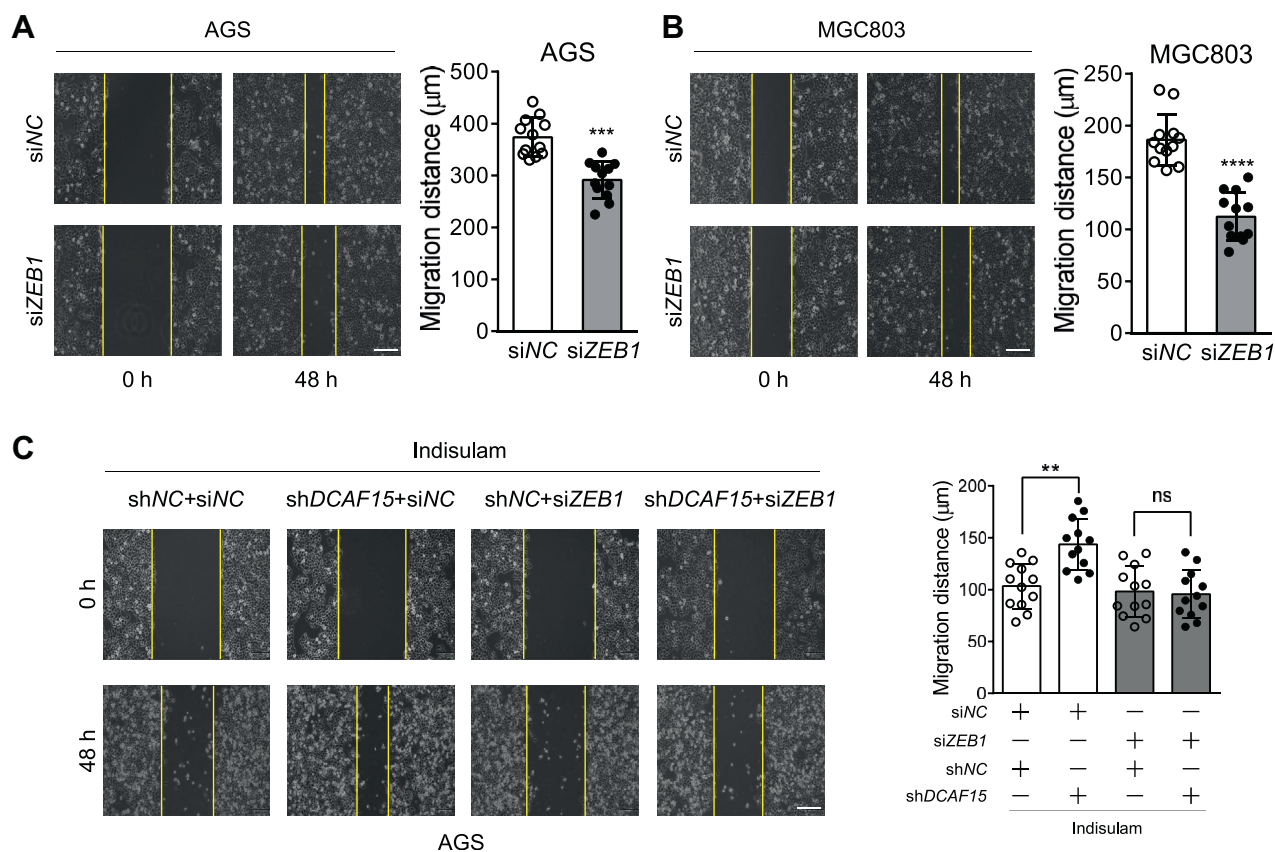 A
AGS
siNC
siZEB1
0 h
48 h
AGS
Migration distance (μm)
500
400
300
200
100
0
***
siNC
siZEB1
B
MGC803
siNC
siZEB1
0 h
48 h
MGC803
Migration distance (μm)
250
200
150
100
50
0
****
siNC
siZEB1
C
Indisulam
shNC+siNC
shDCAF15+siNC
shNC+siZEB1
shDCAF15+siZEB1
0 h
48 h
AGS
Migration distance (μm)
200
150
100
50
0
**
ns
siNC + + − −
siZEB1 − − + +
shNC + − + −
shDCAF15 − + − +
Indisulam